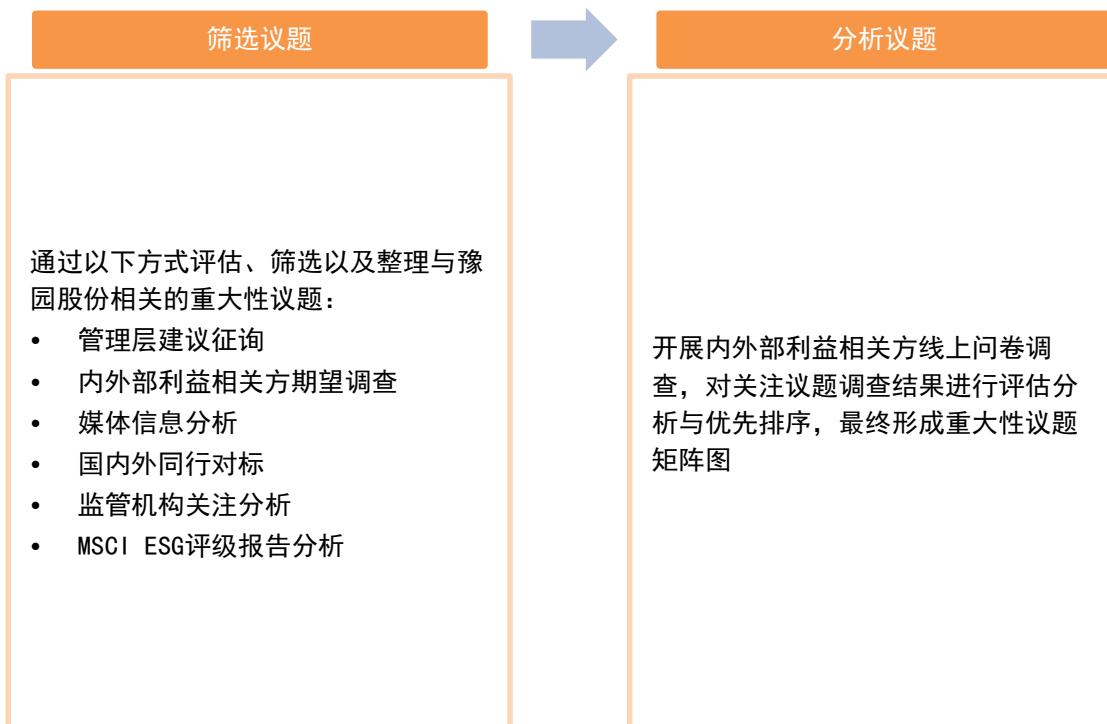 筛选议题
通过以下方式评估、筛选以及整理与豫
园股份相关的重大性议题：
• 管理层建议征询
• 内外部利益相关方期望调查
• 媒体信息分析
• 国内外同行对标
• 监管机构关注分析
• MSCI ESG评级报告分析
分析议题
开展内外部利益相关方线上问卷调
查，对关注议题调查结果进行评估分
析与优先排序，最终形成重大性议题
矩阵图